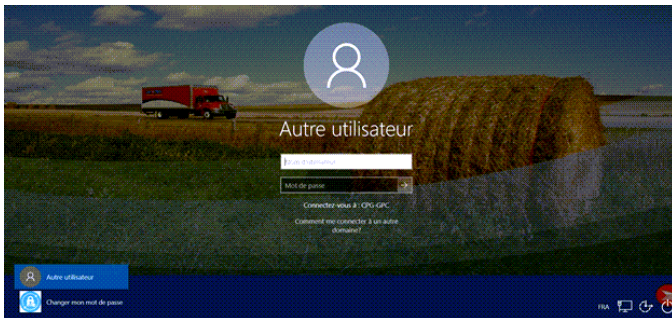 Autre utilisateur
Nom d'utilisateur
Mot de passe
Connectez-vous à : CPG-GPC
Comment me connecter à un autre
domaine?
Autre utilisateur
Changer mon mot de passe
FRA